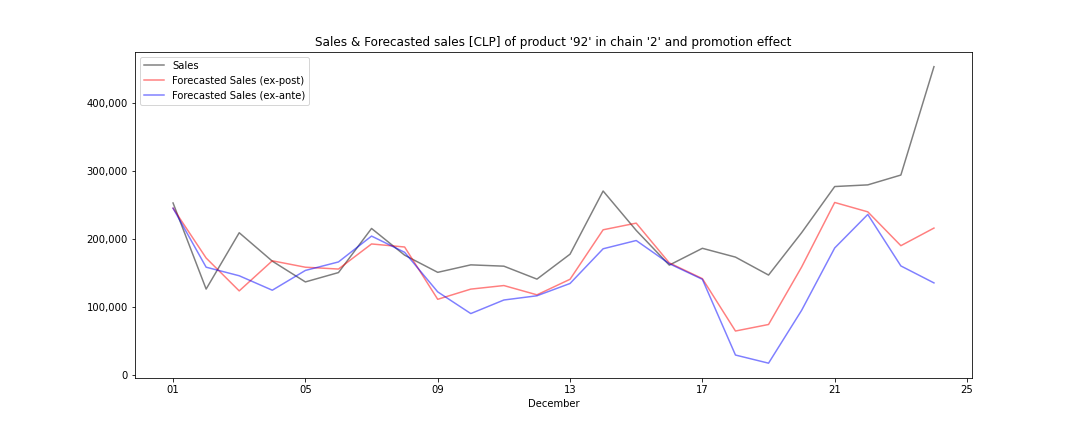 Sales & Forecasted sales [CLP] of product '92' in chain '2' and promotion effect
Sales
Forecasted Sales (ex-post)
Forecasted Sales (ex-ante)
400,000
300,000
200,000
100,000
0
01 05 09 13 17 21 25
December